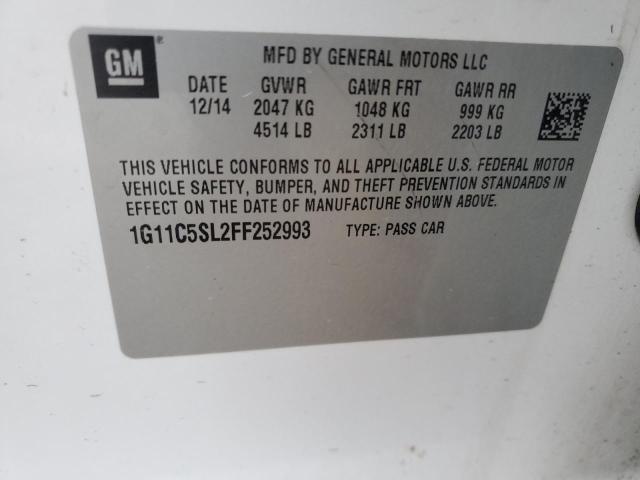 GM
MFD BY GENERAL MOTORS LLC
DATE GVWR GAWR FRT GAWR RR
12/14 2047 KG 1048 KG 999 KG
4514 LB 2311 LB 2203 LB
THIS VEHICLE CONFORMS TO ALL APPLICABLE U.S. FEDERAL MOTOR
VEHICLE SAFETY, BUMPER, AND THEFT PREVENTION STANDARDS IN
EFFECT ON THE DATE OF MANUFACTURE SHOWN ABOVE.
1G11C5SL2FF252993 TYPE: PASS CAR